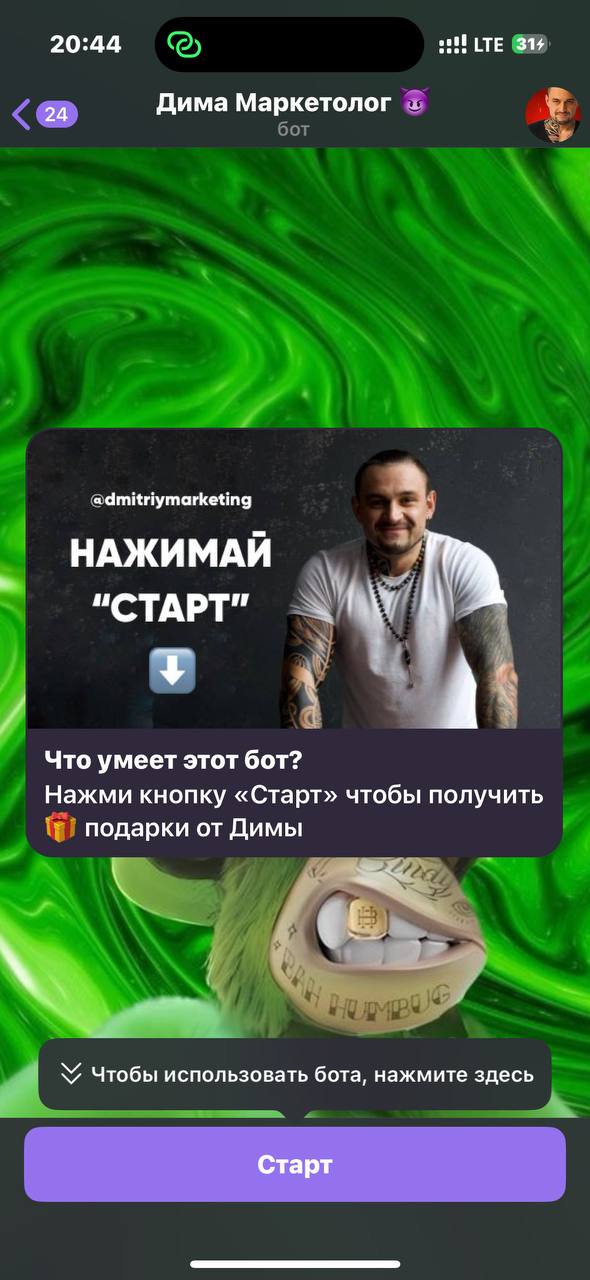 20:44
LTE
31
24
Дима Маркетолог 😈
бот
@dmitriymarketing
НАЖИМАЙ
“СТАРТ”
⬇️
Что умеет этот бот?
Нажми кнопку «Старт» чтобы получить
🎁 подарки от Димы
BAH HUMBUG
Чтобы использовать бота, нажмите здесь
Старт